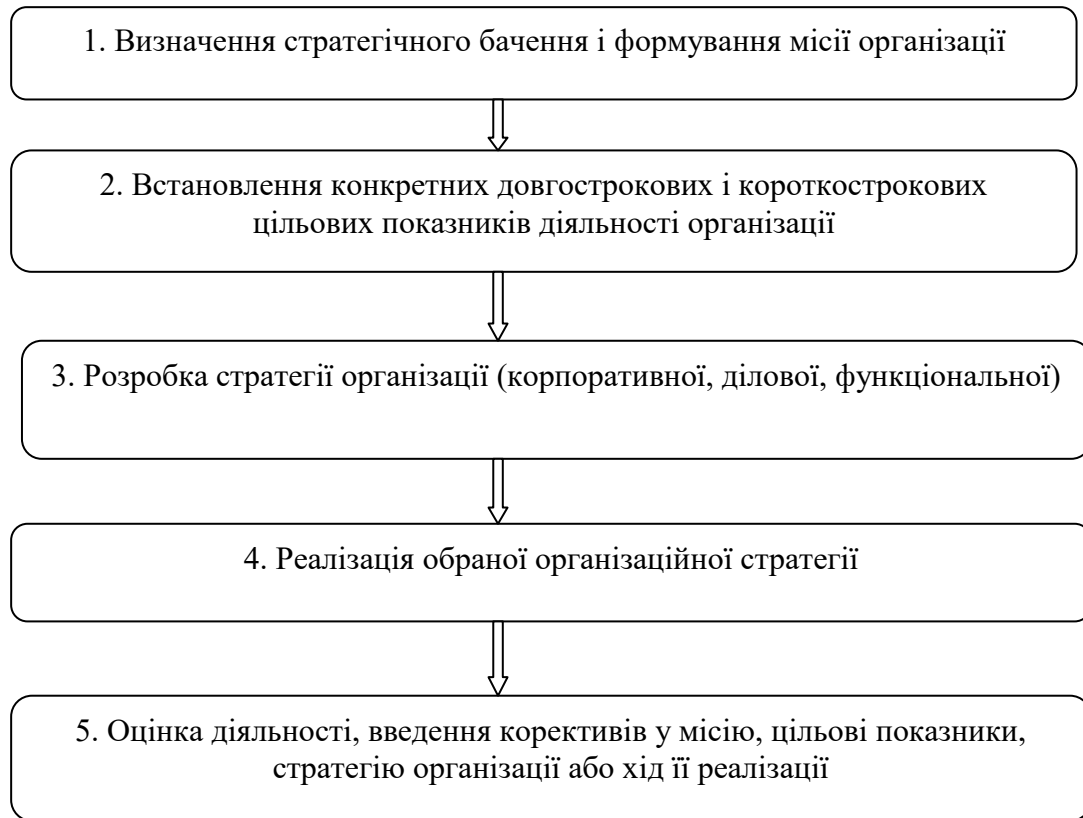 1. Визначення стратегічного бачення і формування місії організації
2. Встановлення конкретних довгострокових і короткострокових
цільових показників діяльності організації
3. Розробка стратегії організації (корпоративної, ділової, функціональної)
4. Реалізація обраної організаційної стратегії
5. Оцінка діяльності, введення корективів у місію, цільові показники,
стратегію організації або хід її реалізації